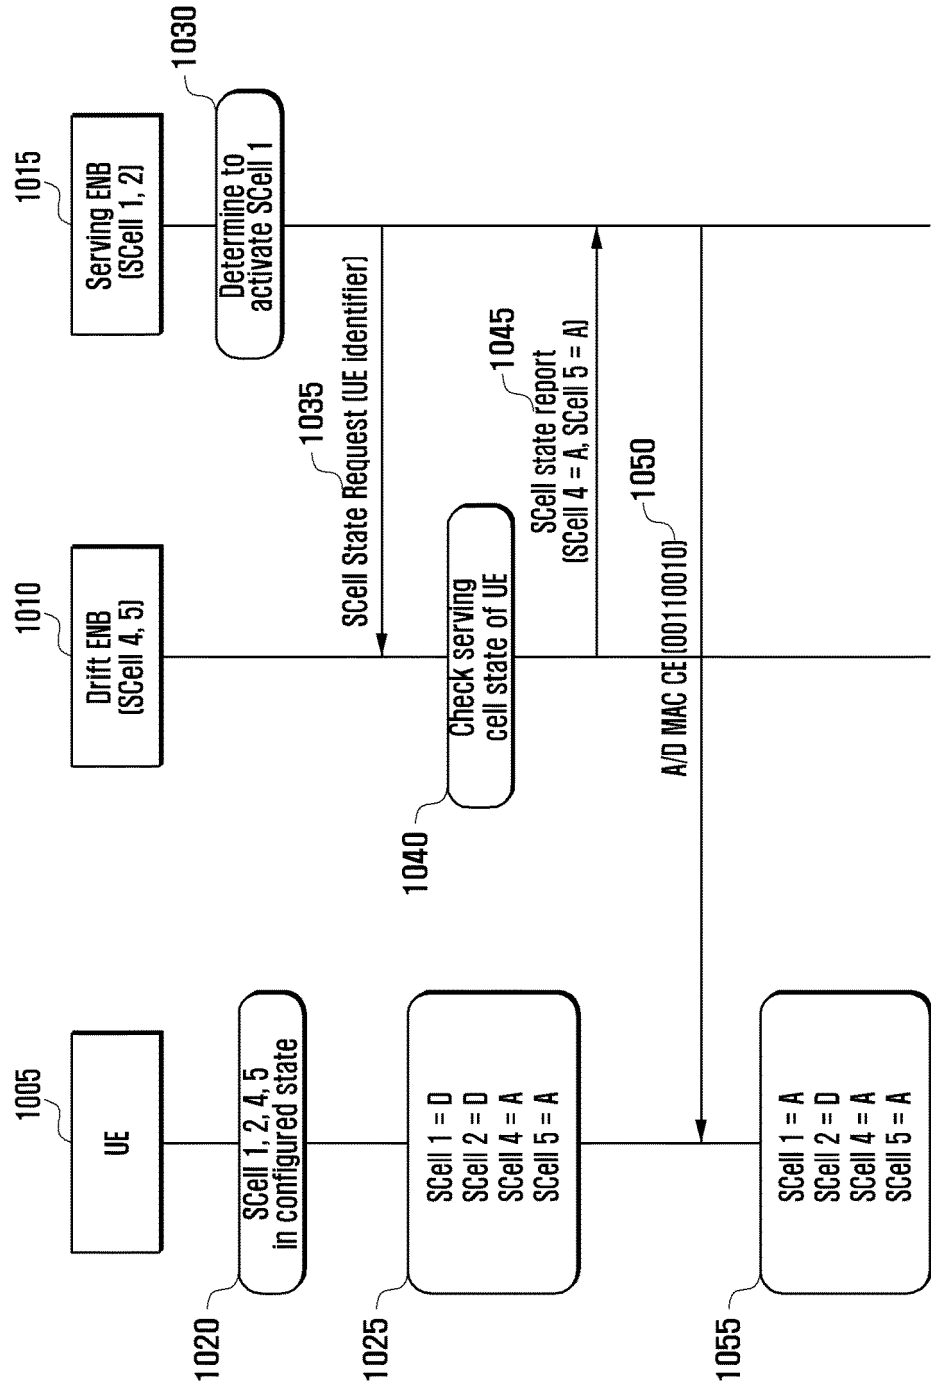 1005
UE
1010
Drift ENB
(SCell 4, 5)
1015
Serving ENB
(SCell 1, 2)
1020
SCell 1, 2, 4, 5
in configured state
1030
Determine to
activate SCell 1
1035
SCell State Request (UE identifier)
1025
SCell 1 = D
SCell 2 = D
SCell 4 = A
SCell 5 = A
1040
Check serving
cell state of UE
1045
SCell state report
(SCell 4 = A, SCell 5 = A)
1050
A/D MAC CE (00110010)
1055
SCell 1 = A
SCell 2 = D
SCell 4 = A
SCell 5 = A